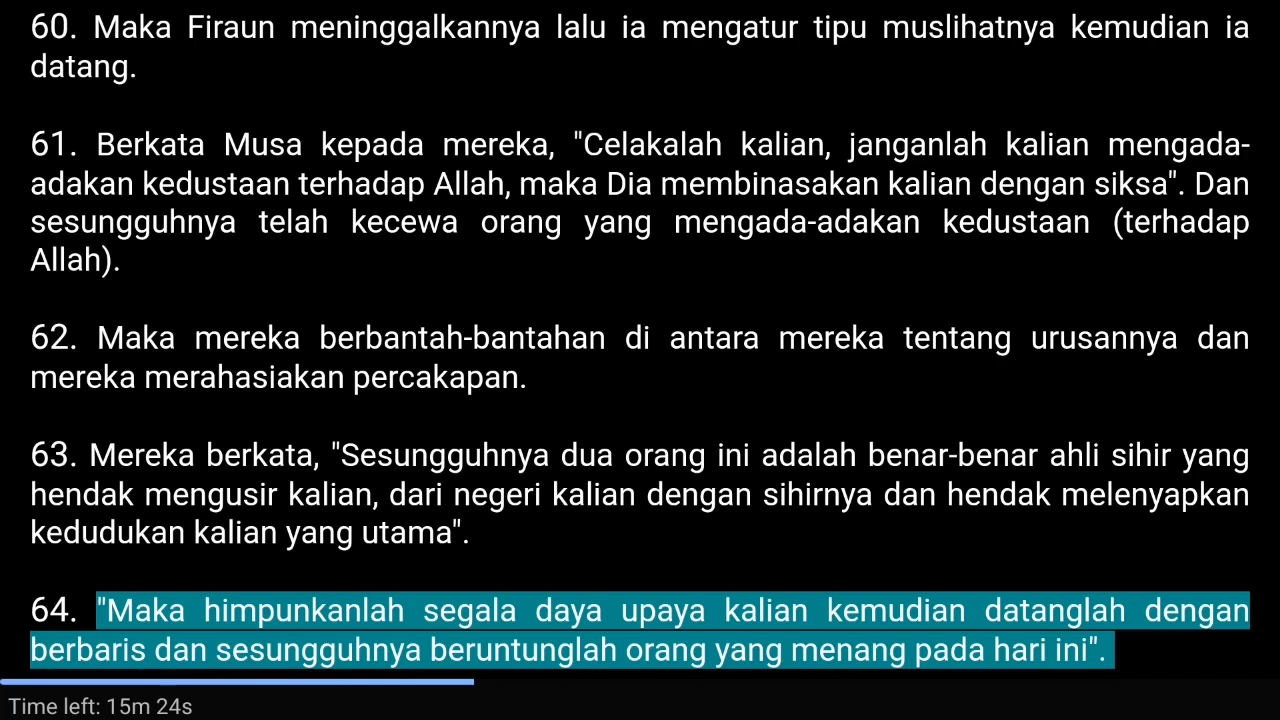 60. Maka Firaun meninggalkannya lalu ia mengatur tipu muslihatnya kemudian ia
datang.
61. Berkata Musa kepada mereka, "Celakalah kalian, janganlah kalian mengada-
adakan kedustaan terhadap Allah, maka Dia membinasakan kalian dengan siksa". Dan
sesungguhnya telah kecewa orang yang mengada-adakan kedustaan (terhadap
Allah).
62. Maka mereka berbantah-bantahan di antara mereka tentang urusannya dan
mereka merahasiakan percakapan.
63. Mereka berkata, "Sesungguhnya dua orang ini adalah benar-benar ahli sihir yang
hendak mengusir kalian, dari negeri kalian dengan sihirnya dan hendak melenyapkan
kedudukan kalian yang utama".
64. "Maka himpunkanlah segala daya upaya kalian kemudian datanglah dengan
berbaris dan sesungguhnya beruntunglah orang yang menang pada hari ini".
Time left: 15m 24s